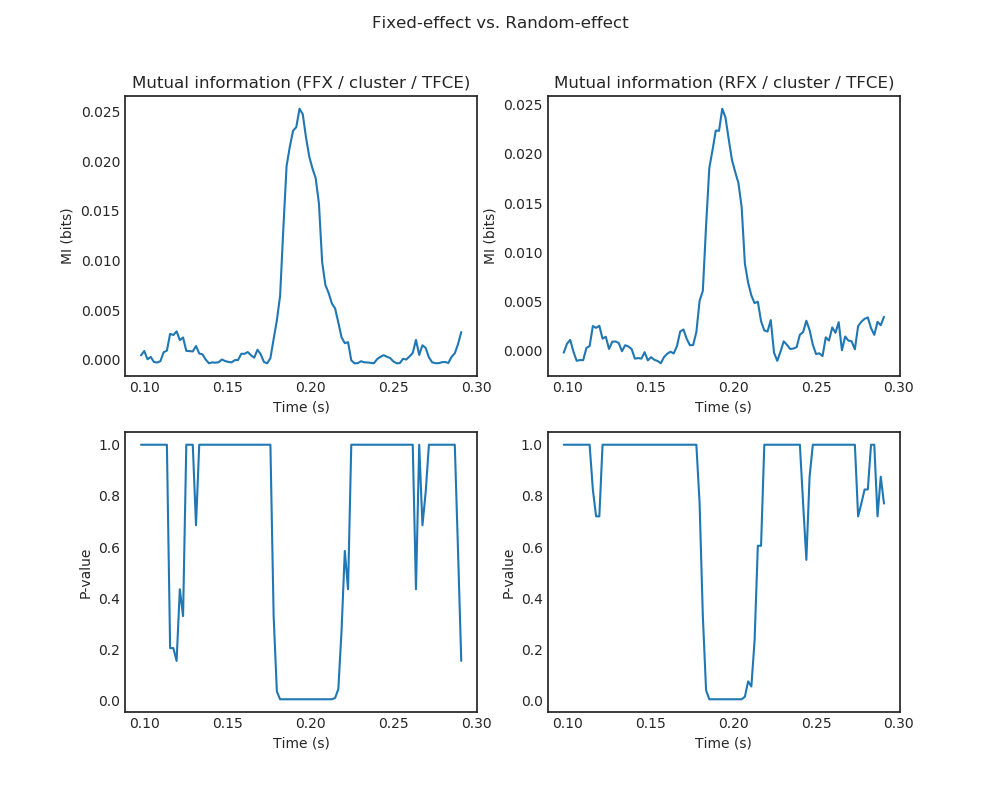 Fixed-effect vs. Random-effect
Mutual information (FFX / cluster / TFCE)
0.025
0.020
0.015
0.010
0.005
0.000
MI (bits)
0.10 0.15 0.20 0.25 0.30
Time (s)
Mutual information (RFX / cluster / TFCE)
0.025
0.020
0.015
0.010
0.005
0.000
MI (bits)
0.10 0.15 0.20 0.25 0.30
Time (s)
1.0
0.8
0.6
0.4
0.2
0.0
P-value
0.10 0.15 0.20 0.25 0.30
Time (s)
1.0
0.8
0.6
0.4
0.2
0.0
P-value
0.10 0.15 0.20 0.25 0.30
Time (s)